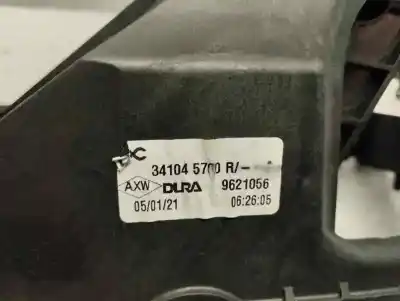 34104 5700 R/-
AXW DURA 9621056
05/01/21 06:26:05